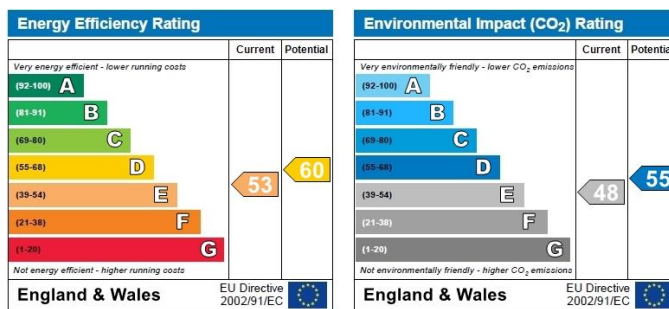 Energy Efficiency Rating
Current Potential
Very energy efficient - lower running costs
(92-100) A
(81-91) B
(69-80) C
(55-68) D
(39-54) E
(21-38) F
(1-20) G
53
60
Not energy efficient - higher running costs
England & Wales
EU Directive
2002/91/EC
Environmental Impact (CO₂) Rating
Current Potential
Very environmentally friendly - lower CO₂ emissions
(92-100) A
(81-91) B
(69-80) C
(55-68) D
(39-54) E
(21-38) F
(1-20) G
48
55
Not environmentally friendly - higher CO₂ emissions
England & Wales
EU Directive
2002/91/EC